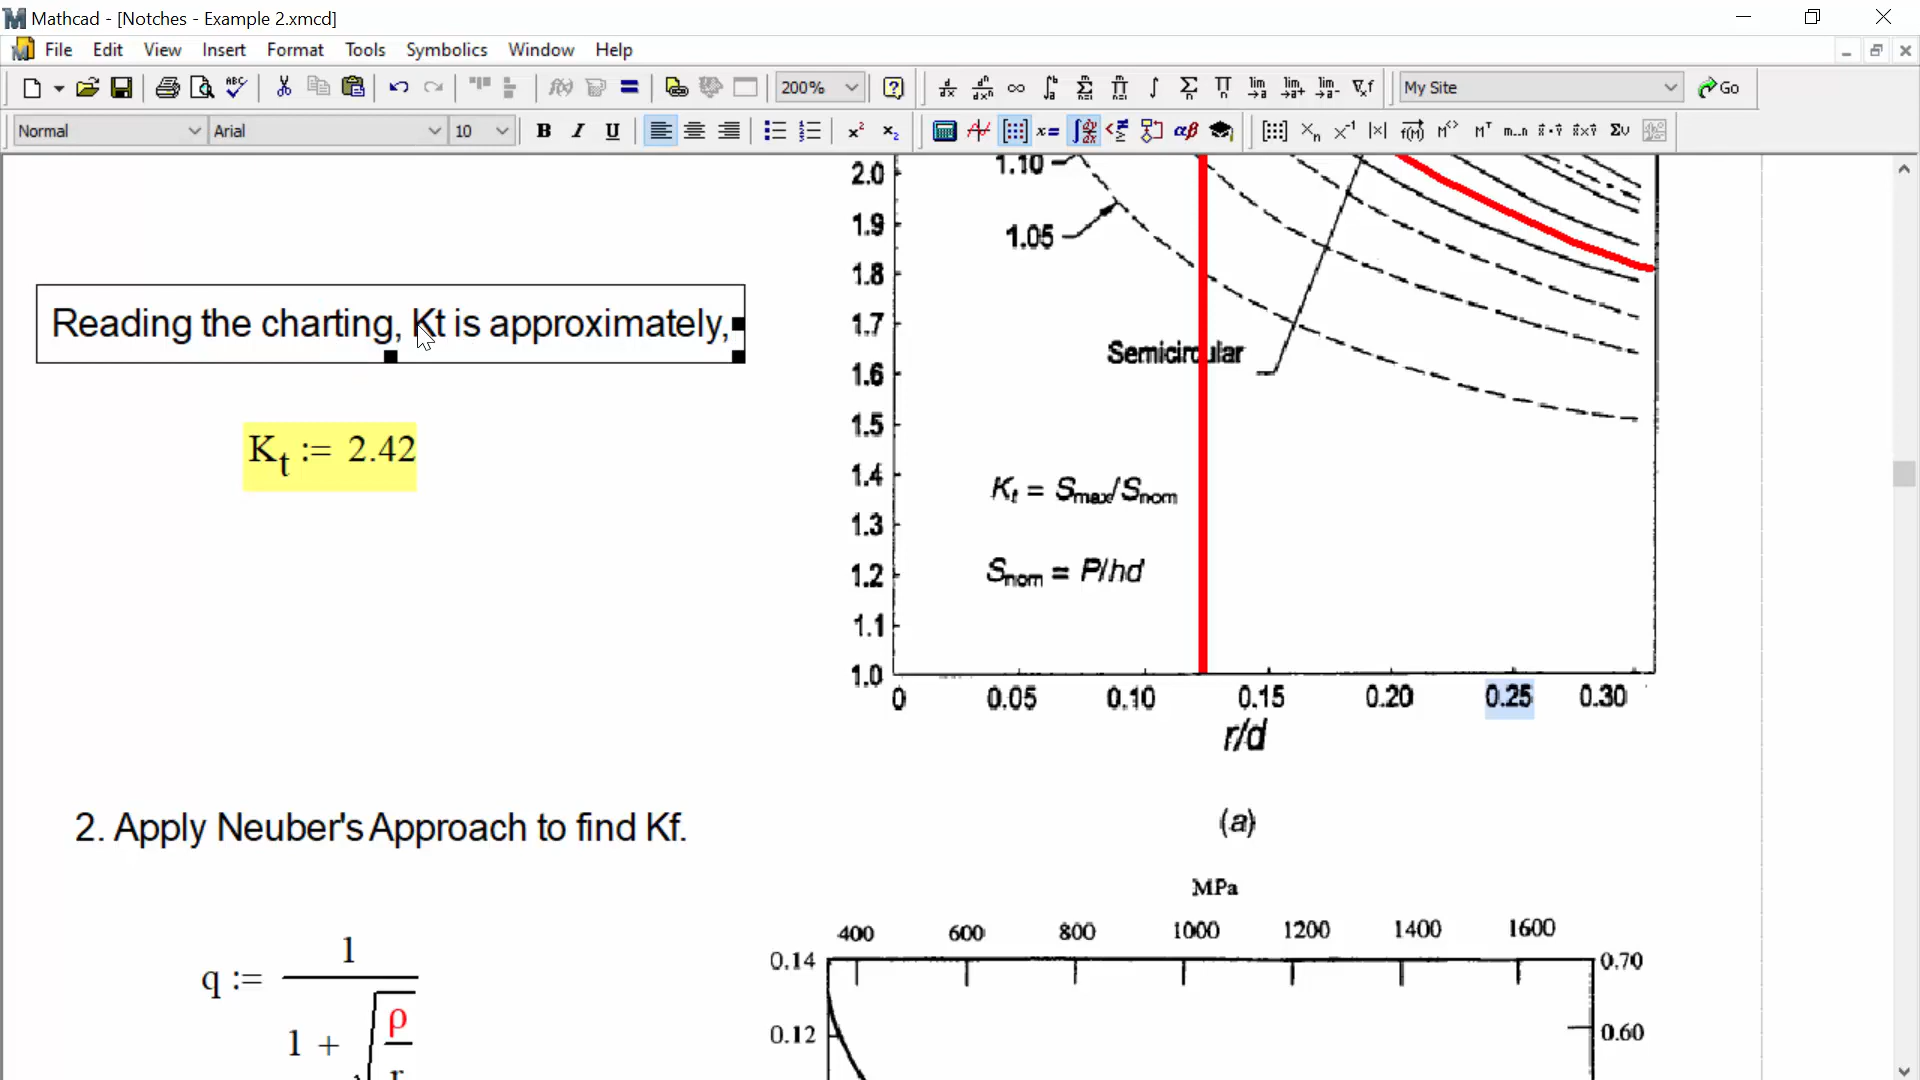 Mathcad - [Notches - Example 2.xmcd]
File Edit View Insert Format Tools Symbolics Window Help
200% My Site Go
Normal Arial 10 B I U
2.0
1.9
1.8
1.7
1.6
1.5
1.4
1.3
1.2
1.1
1.0
1.10
1.05
Semicircular
Reading the charting, Kt is approximately,
K_t := 2.42
K_t = S_max/S_nom
S_nom = P/hd
0 0.05 0.10 0.15 0.20 0.25 0.30
r/d
(a)
2. Apply Neuber's Approach to find Kf.
MPa
400 600 800 1000 1200 1400 1600
0.14 0.70
0.12 0.60
q := 1
1 + √ρ
r